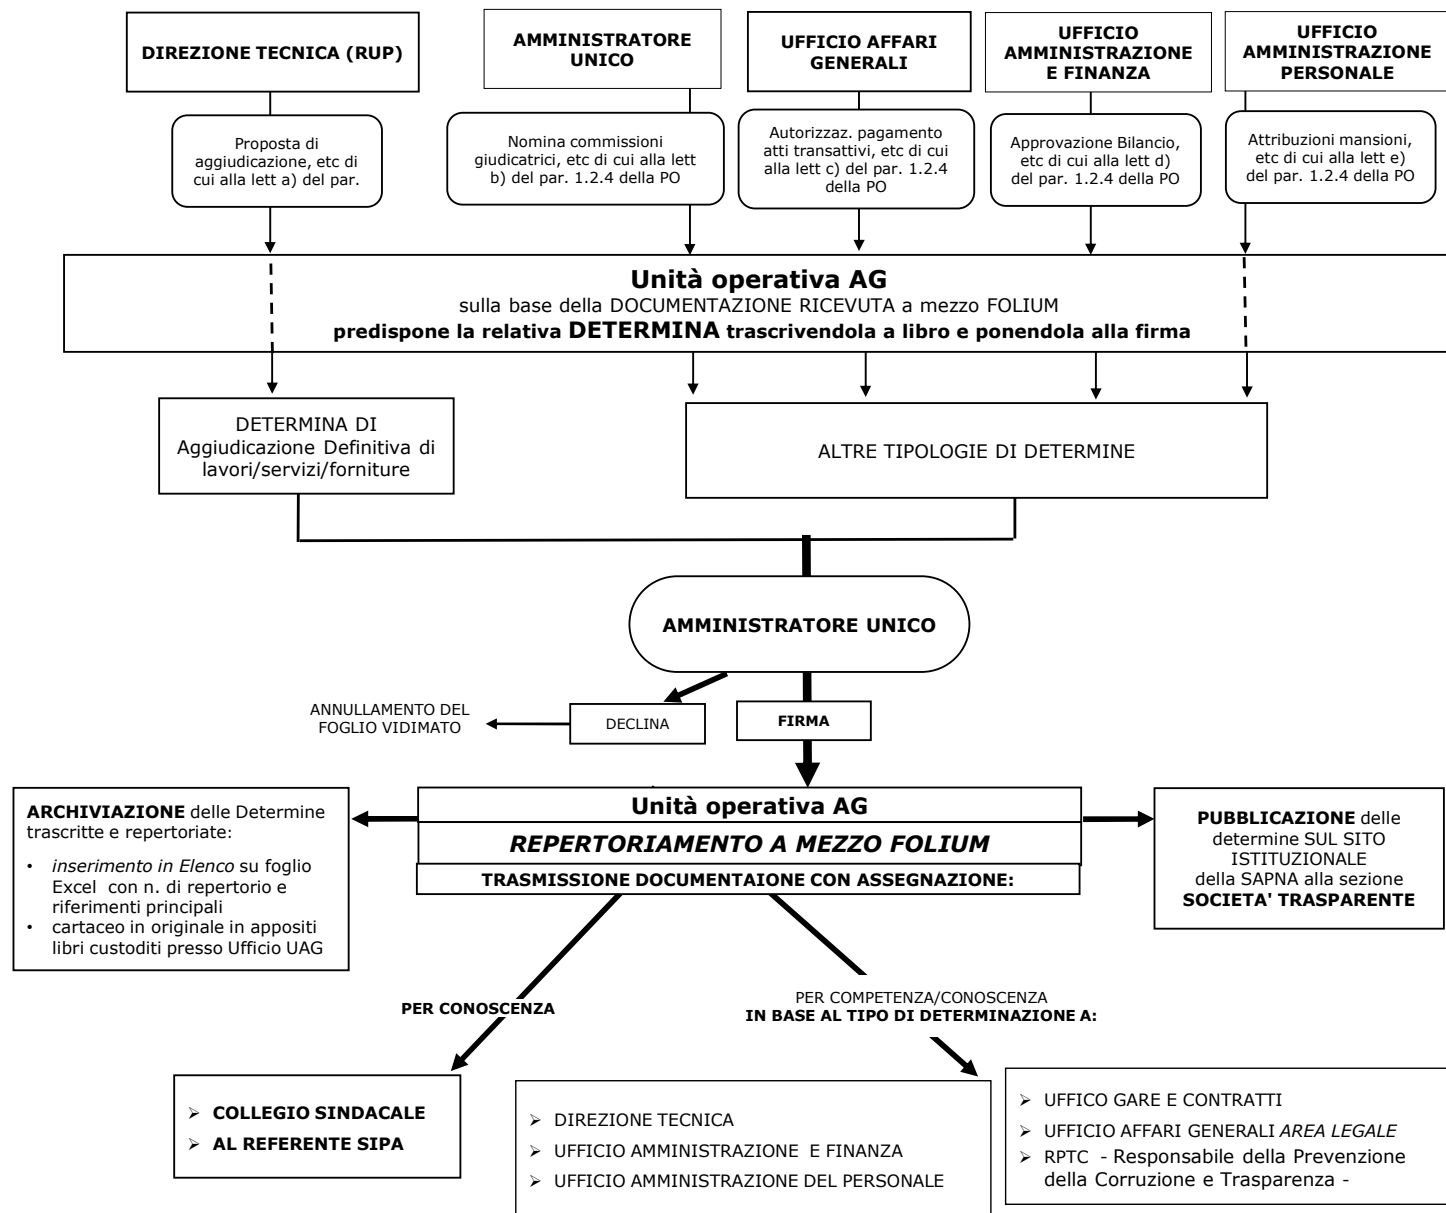 DIREZIONE TECNICA (RUP)
AMMINISTRATORE
UNICO
UFFICIO AFFARI
GENERALI
UFFICIO
AMMINISTRAZIONE
E FINANZA
UFFICIO
AMMINISTRAZIONE
PERSONALE
Proposta di
aggiudicazione, etc di
cui alla lett a) del par.
Nomina commissioni
giudicatrici, etc di cui alla lett
b) del par. 1.2.4 della PO
Autorizzaz. pagamento
atti transattivi, etc di cui
alla lett c) del par. 1.2.4
della PO
Approvazione Bilancio,
etc di cui alla lett d)
del par. 1.2.4 della PO
Attribuzioni mansioni,
etc di cui alla lett e)
del par. 1.2.4 della PO
Unità operativa AG
sulla base della DOCUMENTAZIONE RICEVUTA a mezzo FOLIUM
predispone la relativa DETERMINA trascrivendola a libro e ponendola alla firma
DETERMINA DI
Aggiudicazione Definitiva di
lavori/servizi/forniture
ALTRE TIPOLOGIE DI DETERMINE
AMMINISTRATORE UNICO
ANNULLAMENTO DEL
FOGLIO VIDIMATO
DECLINA
FIRMA
ARCHIVIAZIONE delle Determine
trascritte e repertoriate:
• inserimento in Elenco su foglio
Excel con n. di repertorio e
riferimenti principali
• cartaceo in originale in appositi
libri custoditi presso Ufficio UAG
Unità operativa AG
REPERTORIAMENTO A MEZZO FOLIUM
TRASMISSIONE DOCUMENTAIONE CON ASSEGNAZIONE:
PUBBLICAZIONE delle
determine SUL SITO
ISTITUZIONALE
della SAPNA alla sezione
SOCIETA' TRASPARENTE
PER CONOSCENZA
PER COMPETENZA/CONOSCENZA
IN BASE AL TIPO DI DETERMINAZIONE A:
➢ COLLEGIO SINDACALE
➢ AL REFERENTE SIPA
➢ DIREZIONE TECNICA
➢ UFFICIO AMMINISTRAZIONE E FINANZA
➢ UFFICIO AMMINISTRAZIONE DEL PERSONALE
➢ UFFICO GARE E CONTRATTI
➢ UFFICIO AFFARI GENERALI AREA LEGALE
➢ RPTC - Responsabile della Prevenzione
della Corruzione e Trasparenza -